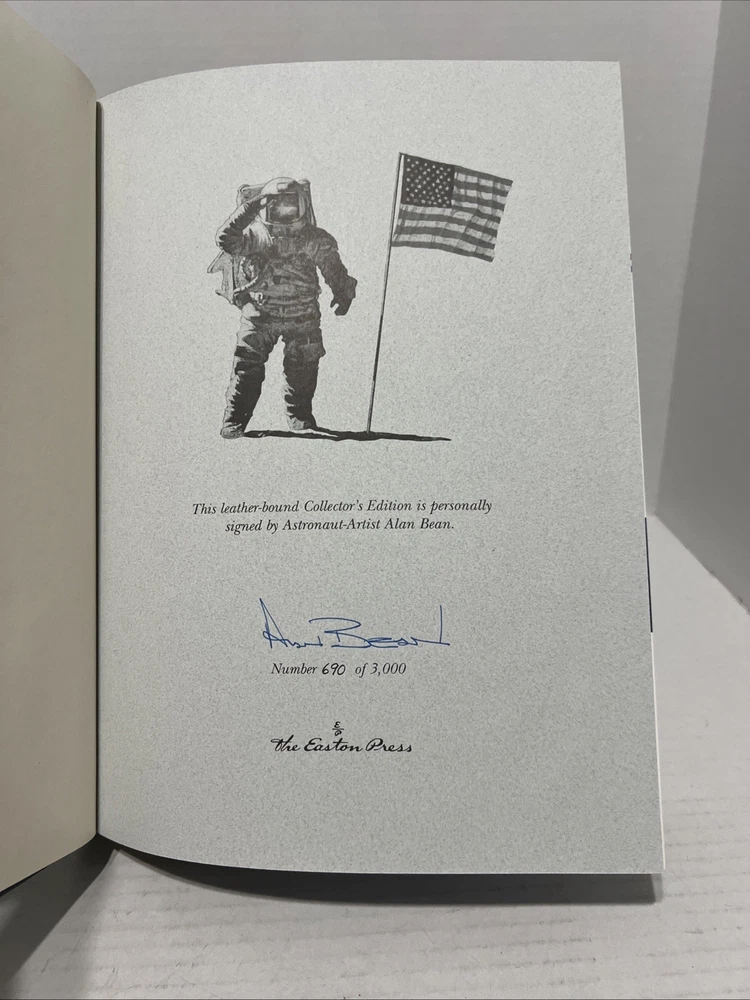 This leather-bound Collector's Edition is personally
signed by Astronaut-Artist Alan Bean.
Alan Bean
Number 690 of 3,000
E
P
The Easton Press